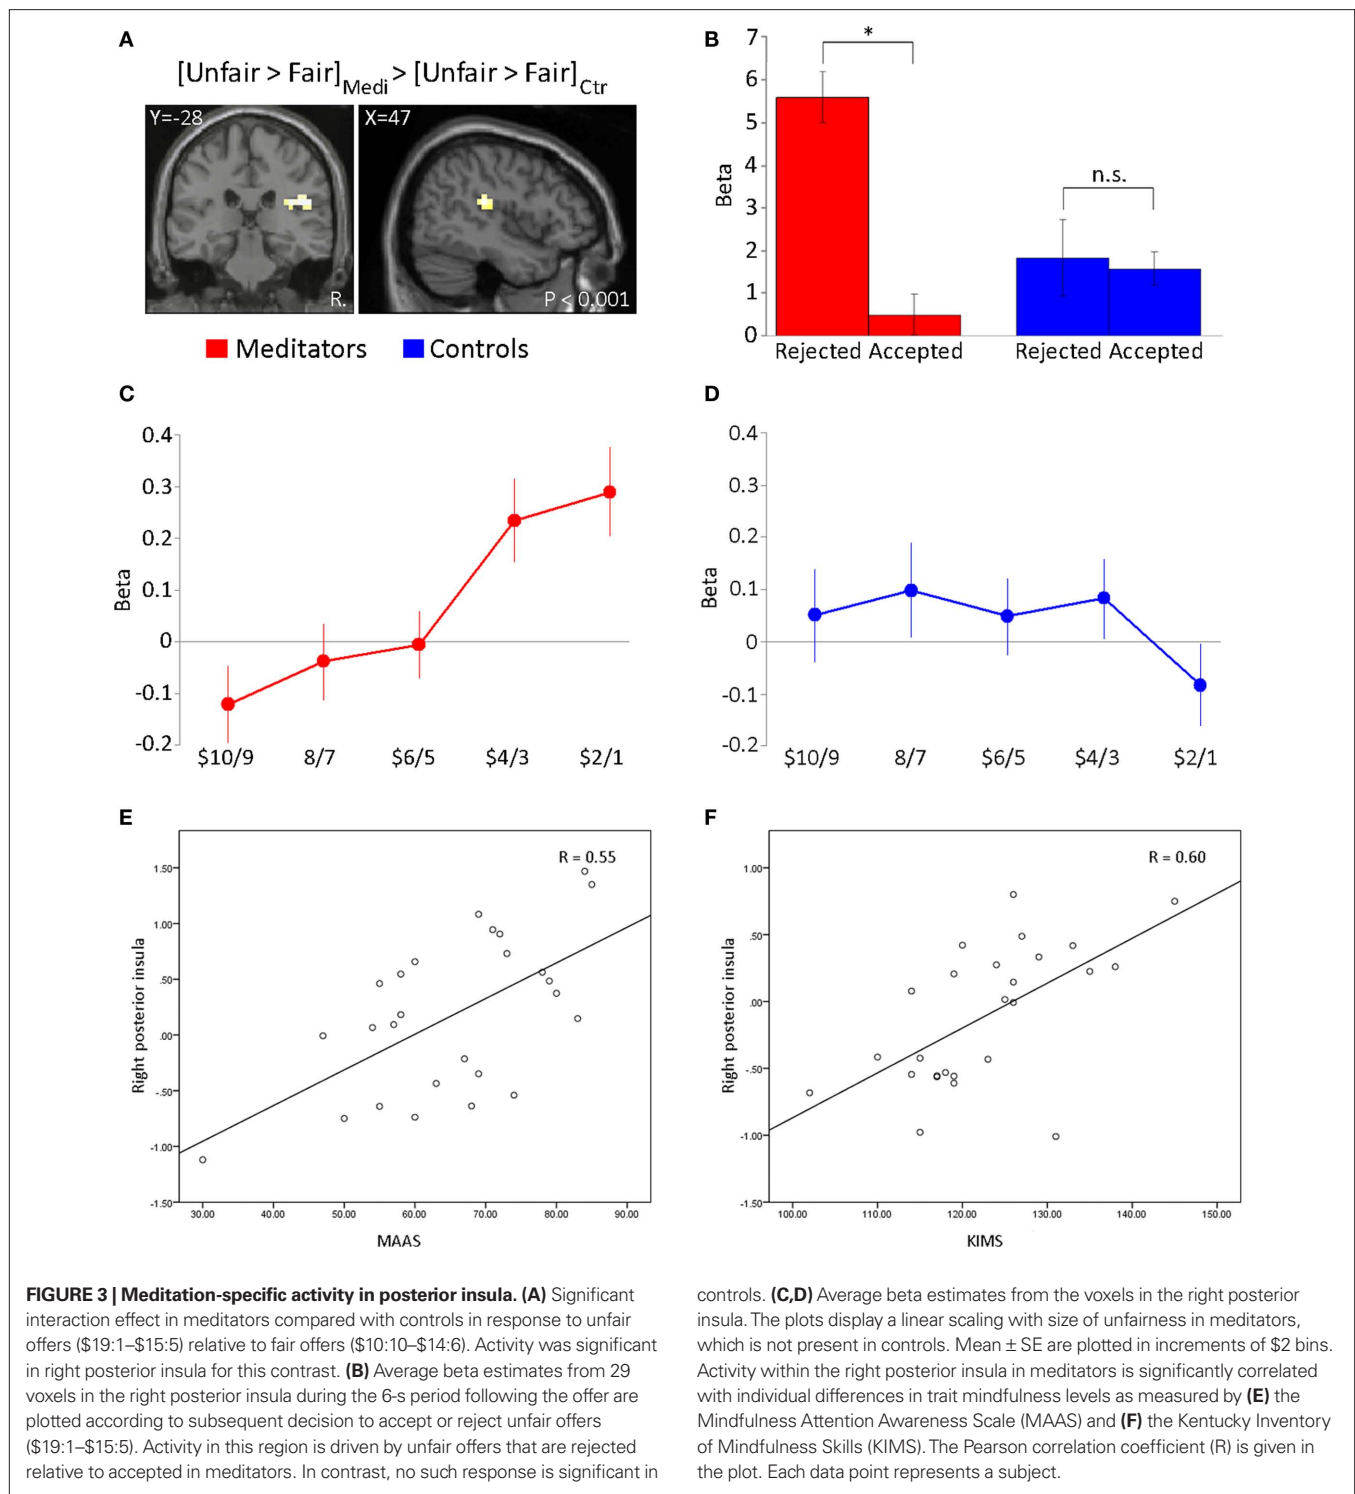 A
[Unfair > Fair]Medi > [Unfair > Fair]Ctr
Y=-28
R.
X=47
P < 0.001
Meditators
Controls
B
7
6
5
4
3
2
1
0
Beta
*
n.s.
Rejected Accepted
Rejected Accepted
C
0.4
0.3
0.2
0.1
0
-0.1
-0.2
Beta
$10/9
8/7
$6/5
$4/3
$2/1
D
0.4
0.3
0.2
0.1
0
-0.1
-0.2
Beta
$10/9
8/7
$6/5
$4/3
$2/1
E
R = 0.55
1.50
1.00
.50
.00
-.50
-1.00
-1.50
Right posterior insula
30.00 40.00 50.00 60.00 70.00 80.00 90.00
MAAS
F
R = 0.60
1.00
.50
.00
-.50
-1.00
-1.50
Right posterior insula
100.00 110.00 120.00 130.00 140.00 150.00
KIMS
FIGURE 3 | Meditation-specific activity in posterior insula. (A) Significant
interaction effect in meditators compared with controls in response to unfair
offers ($19:1–$15:5) relative to fair offers ($10:10–$14:6). Activity was significant
in right posterior insula for this contrast. (B) Average beta estimates from 29
voxels in the right posterior insula during the 6-s period following the offer are
plotted according to subsequent decision to accept or reject unfair offers
($19:1–$15:5). Activity in this region is driven by unfair offers that are rejected
relative to accepted in meditators. In contrast, no such response is significant in
controls. (C,D) Average beta estimates from the voxels in the right posterior
insula. The plots display a linear scaling with size of unfairness in meditators,
which is not present in controls. Mean ± SE are plotted in increments of $2 bins.
Activity within the right posterior insula in meditators is significantly correlated
with individual differences in trait mindfulness levels as measured by (E) the
Mindfulness Attention Awareness Scale (MAAS) and (F) the Kentucky Inventory
of Mindfulness Skills (KIMS). The Pearson correlation coefficient (R) is given in
the plot. Each data point represents a subject.